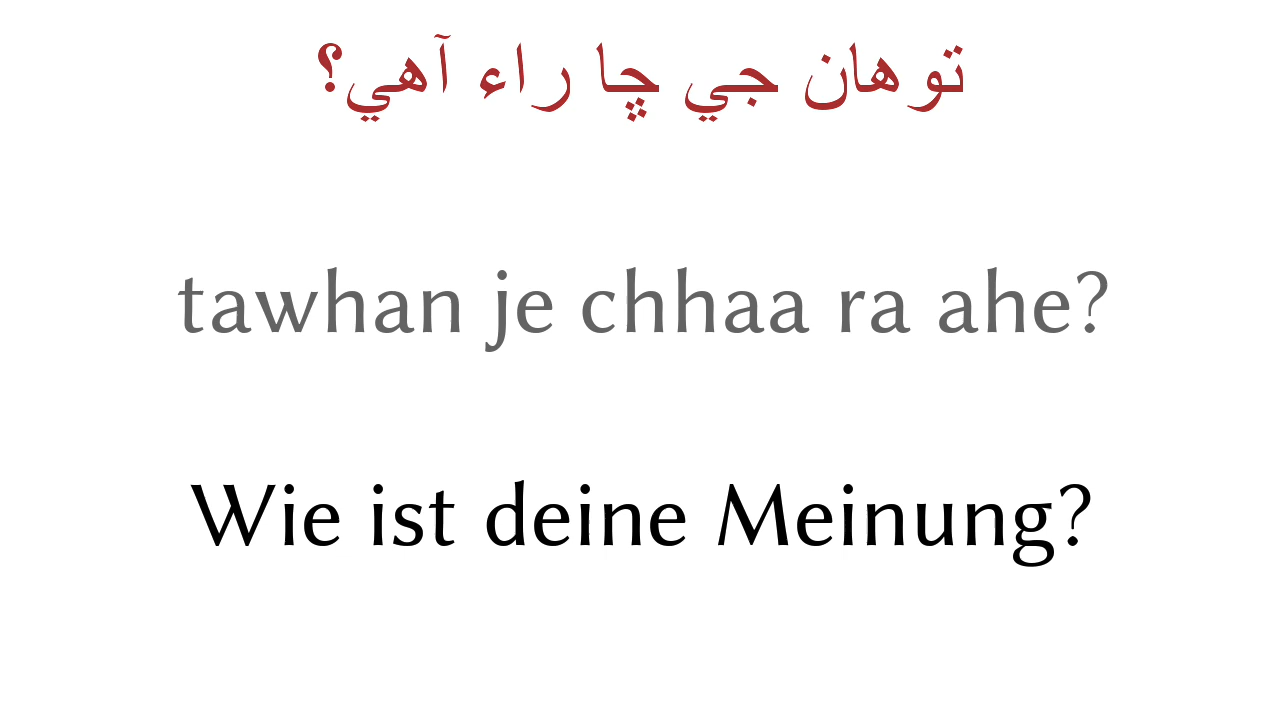 توهان جي ڇا راء آهي؟
tawhan je chhaa ra ahe?
Wie ist deine Meinung?